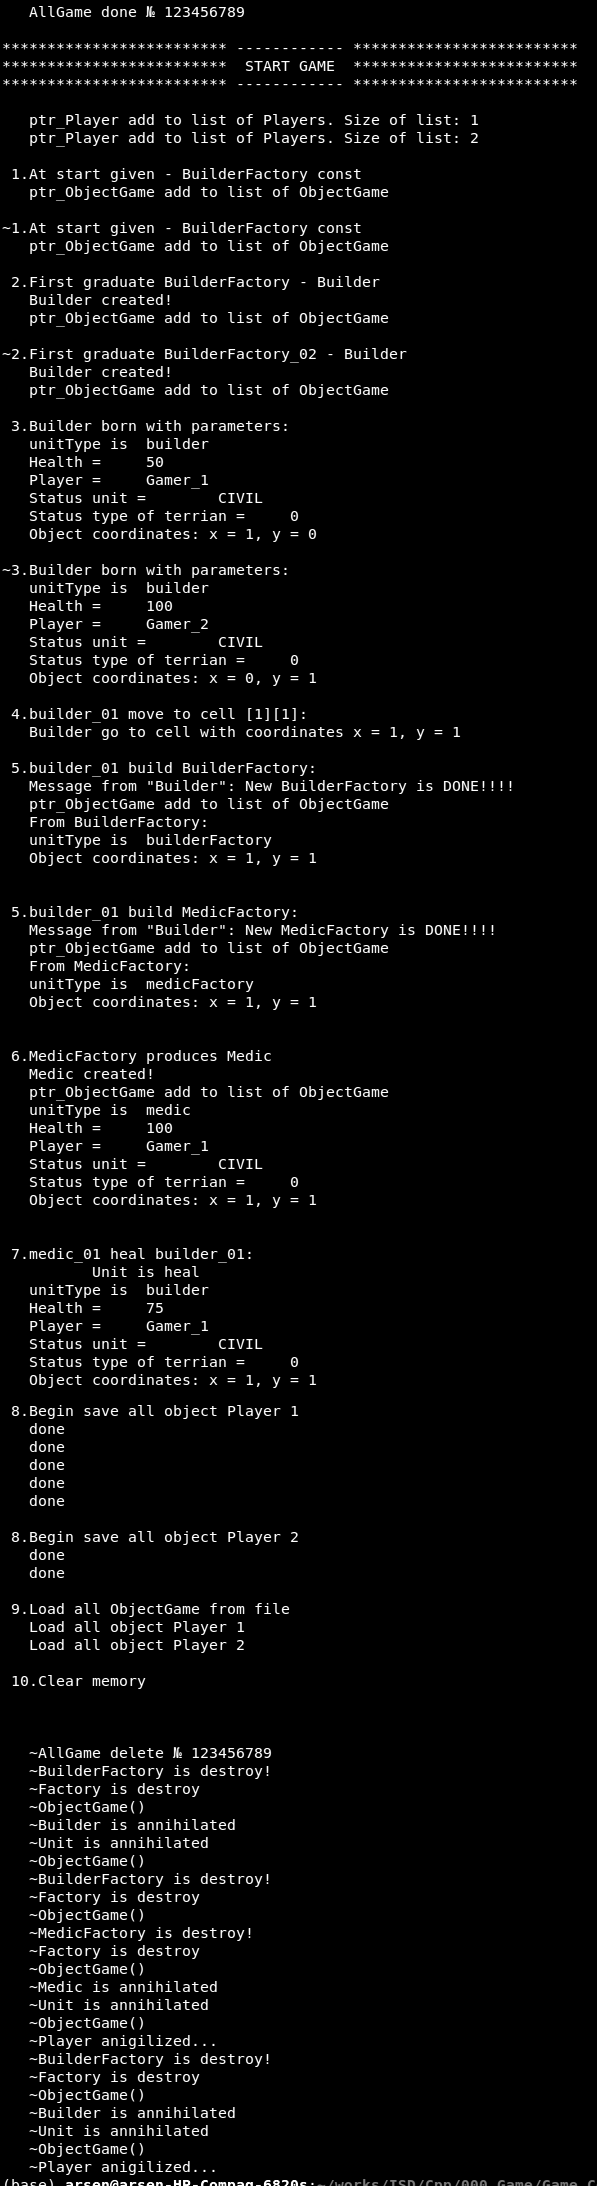 AllGame done № 123456789
************************* ------------ *************************
*************************  START GAME  *************************
************************* ------------ *************************
ptr_Player add to list of Players. Size of list: 1
ptr_Player add to list of Players. Size of list: 2
1.At start given - BuilderFactory const
ptr_ObjectGame add to list of ObjectGame
~1.At start given - BuilderFactory const
ptr_ObjectGame add to list of ObjectGame
2.First graduate BuilderFactory - Builder
Builder created!
ptr_ObjectGame add to list of ObjectGame
~2.First graduate BuilderFactory_02 - Builder
Builder created!
ptr_ObjectGame add to list of ObjectGame
3.Builder born with parameters:
unitType is  builder
Health =     50
Player =     Gamer_1
Status unit =        CIVIL
Status type of terrian =     0
Object coordinates: x = 1, y = 0
~3.Builder born with parameters:
unitType is  builder
Health =     100
Player =     Gamer_2
Status unit =        CIVIL
Status type of terrian =     0
Object coordinates: x = 0, y = 1
4.builder_01 move to cell [1][1]:
Builder go to cell with coordinates x = 1, y = 1
5.builder_01 build BuilderFactory:
Message from "Builder": New BuilderFactory is DONE!!!!
ptr_ObjectGame add to list of ObjectGame
From BuilderFactory:
unitType is  builderFactory
Object coordinates: x = 1, y = 1
5.builder_01 build MedicFactory:
Message from "Builder": New MedicFactory is DONE!!!!
ptr_ObjectGame add to list of ObjectGame
From MedicFactory:
unitType is  medicFactory
Object coordinates: x = 1, y = 1
6.MedicFactory produces Medic
Medic created!
ptr_ObjectGame add to list of ObjectGame
unitType is  medic
Health =     100
Player =     Gamer_1
Status unit =        CIVIL
Status type of terrian =     0
Object coordinates: x = 1, y = 1
7.medic_01 heal builder_01:
Unit is heal
unitType is  builder
Health =     75
Player =     Gamer_1
Status unit =        CIVIL
Status type of terrian =     0
Object coordinates: x = 1, y = 1
8.Begin save all object Player 1
done
done
done
done
done
8.Begin save all object Player 2
done
done
9.Load all ObjectGame from file
Load all object Player 1
Load all object Player 2
10.Clear memory
~AllGame delete № 123456789
~BuilderFactory is destroy!
~Factory is destroy
~ObjectGame()
~Builder is annihilated
~Unit is annihilated
~ObjectGame()
~BuilderFactory is destroy!
~Factory is destroy
~ObjectGame()
~MedicFactory is destroy!
~Factory is destroy
~ObjectGame()
~Medic is annihilated
~Unit is annihilated
~ObjectGame()
~Player anigilized...
~BuilderFactory is destroy!
~Factory is destroy
~ObjectGame()
~Builder is annihilated
~Unit is annihilated
~ObjectGame()
~Player anigilized...
(base) arsen@arsen-HP-Compaq-6820s:~/works/ISD/Cpp/000_Game/Game_C